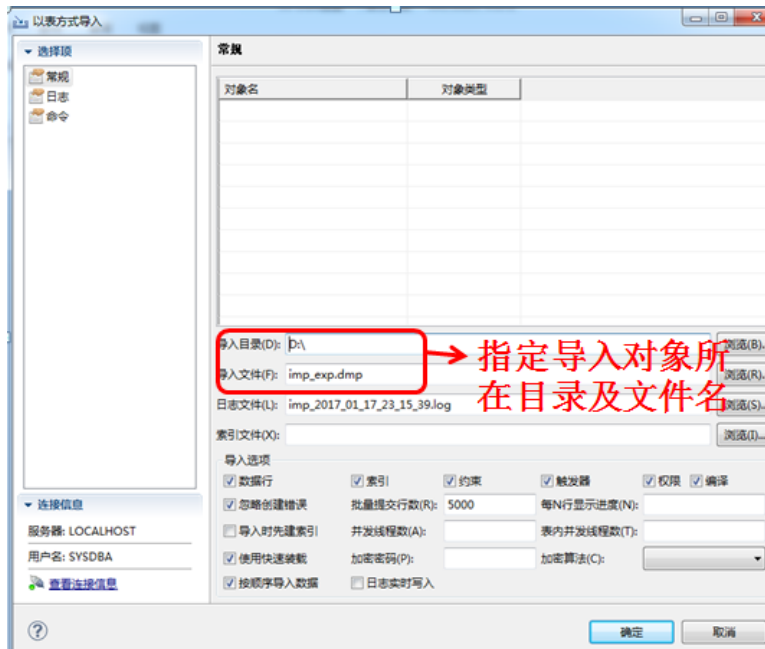 以表方式导入
选择项
常规
日志
命令
常规
对象名 对象类型
导入目录(D): D:\ 浏览(B)...
导入文件(F): imp_exp.dmp 浏览(R)...
指定导入对象所
在目录及文件名
日志文件(L): imp_2017_01_17_23_15_39.log 浏览(S)...
索引文件(X): 浏览(I)...
导入选项
数据行 索引 约束 触发器 权限 编译
忽略创建错误 批量提交行数(R): 5000 每N行显示进度(N):
导入时先建索引 并发线程数(A): 表内并发线程数(T):
使用快速装载 加密密码(P): 加密算法(C):
按顺序导入数据 日志实时写入
连接信息
服务器: LOCALHOST
用户名: SYSDBA
查看连接信息
确定 取消